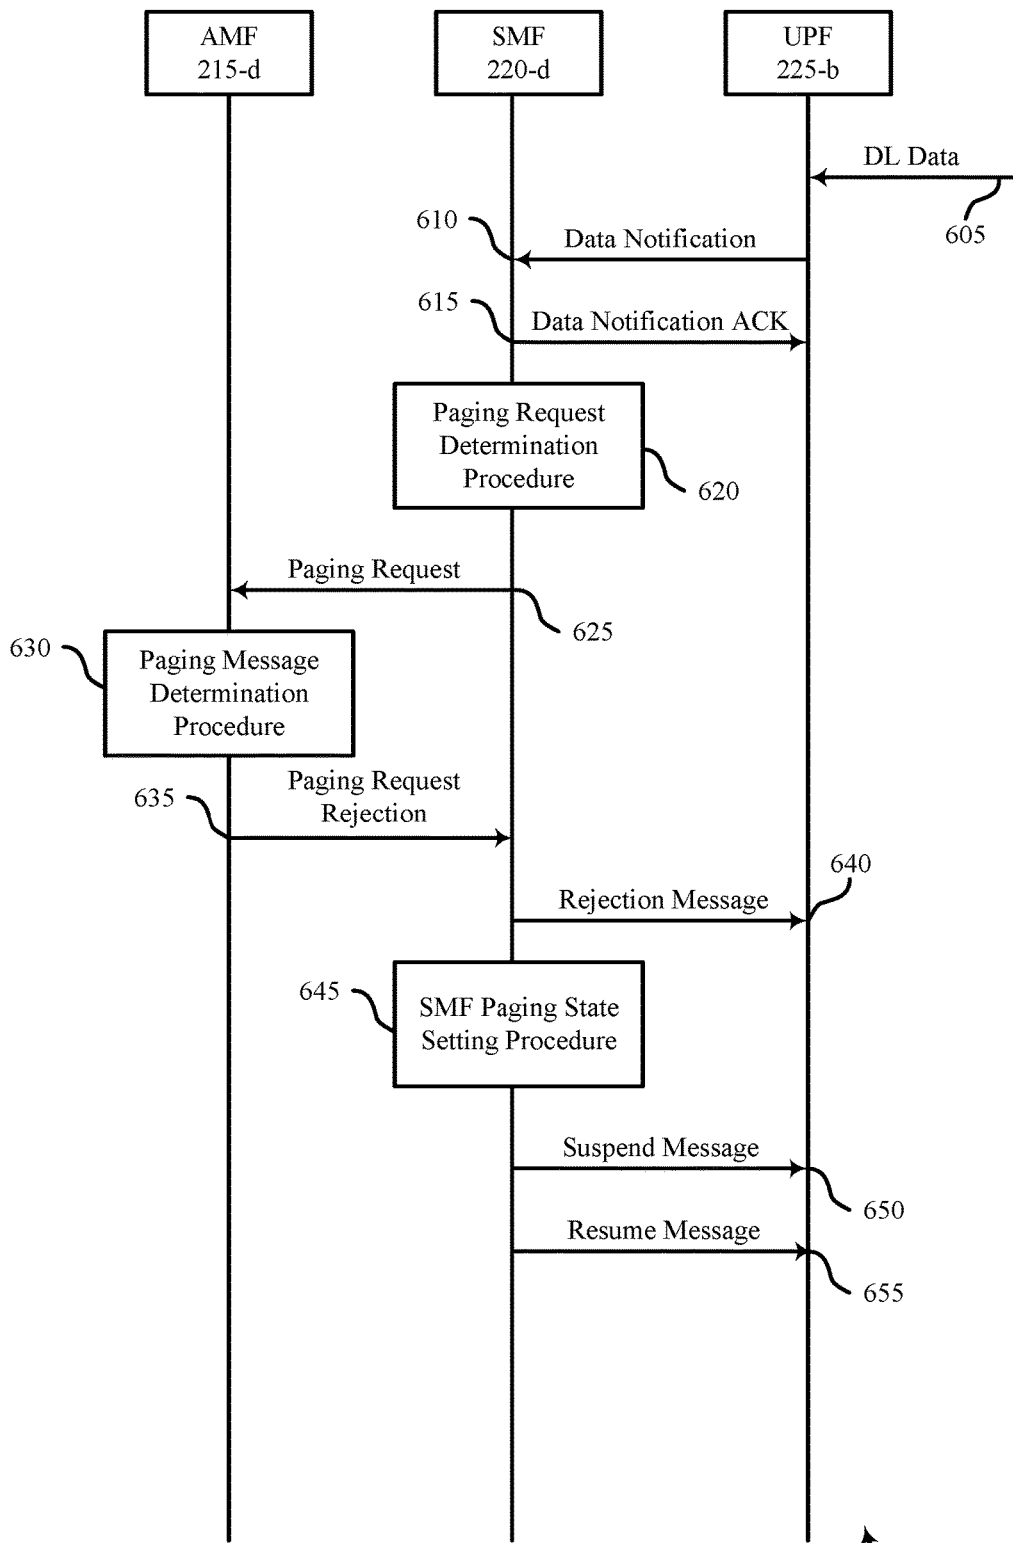 AMF
215-d
SMF
220-d
UPF
225-b
DL Data
605
610
Data Notification
615
Data Notification ACK
Paging Request
Determination
Procedure
620
Paging Request
625
630
Paging Message
Determination
Procedure
Paging Request
Rejection
635
640
Rejection Message
645
SMF Paging State
Setting Procedure
Suspend Message
650
Resume Message
655